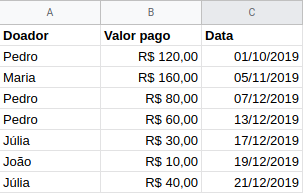 A B C
Doador Valor pago Data
Pedro R$ 120,00 01/10/2019
Maria R$ 160,00 05/11/2019
Pedro R$ 80,00 07/12/2019
Pedro R$ 60,00 13/12/2019
Júlia R$ 30,00 17/12/2019
João R$ 10,00 19/12/2019
Júlia R$ 40,00 21/12/2019